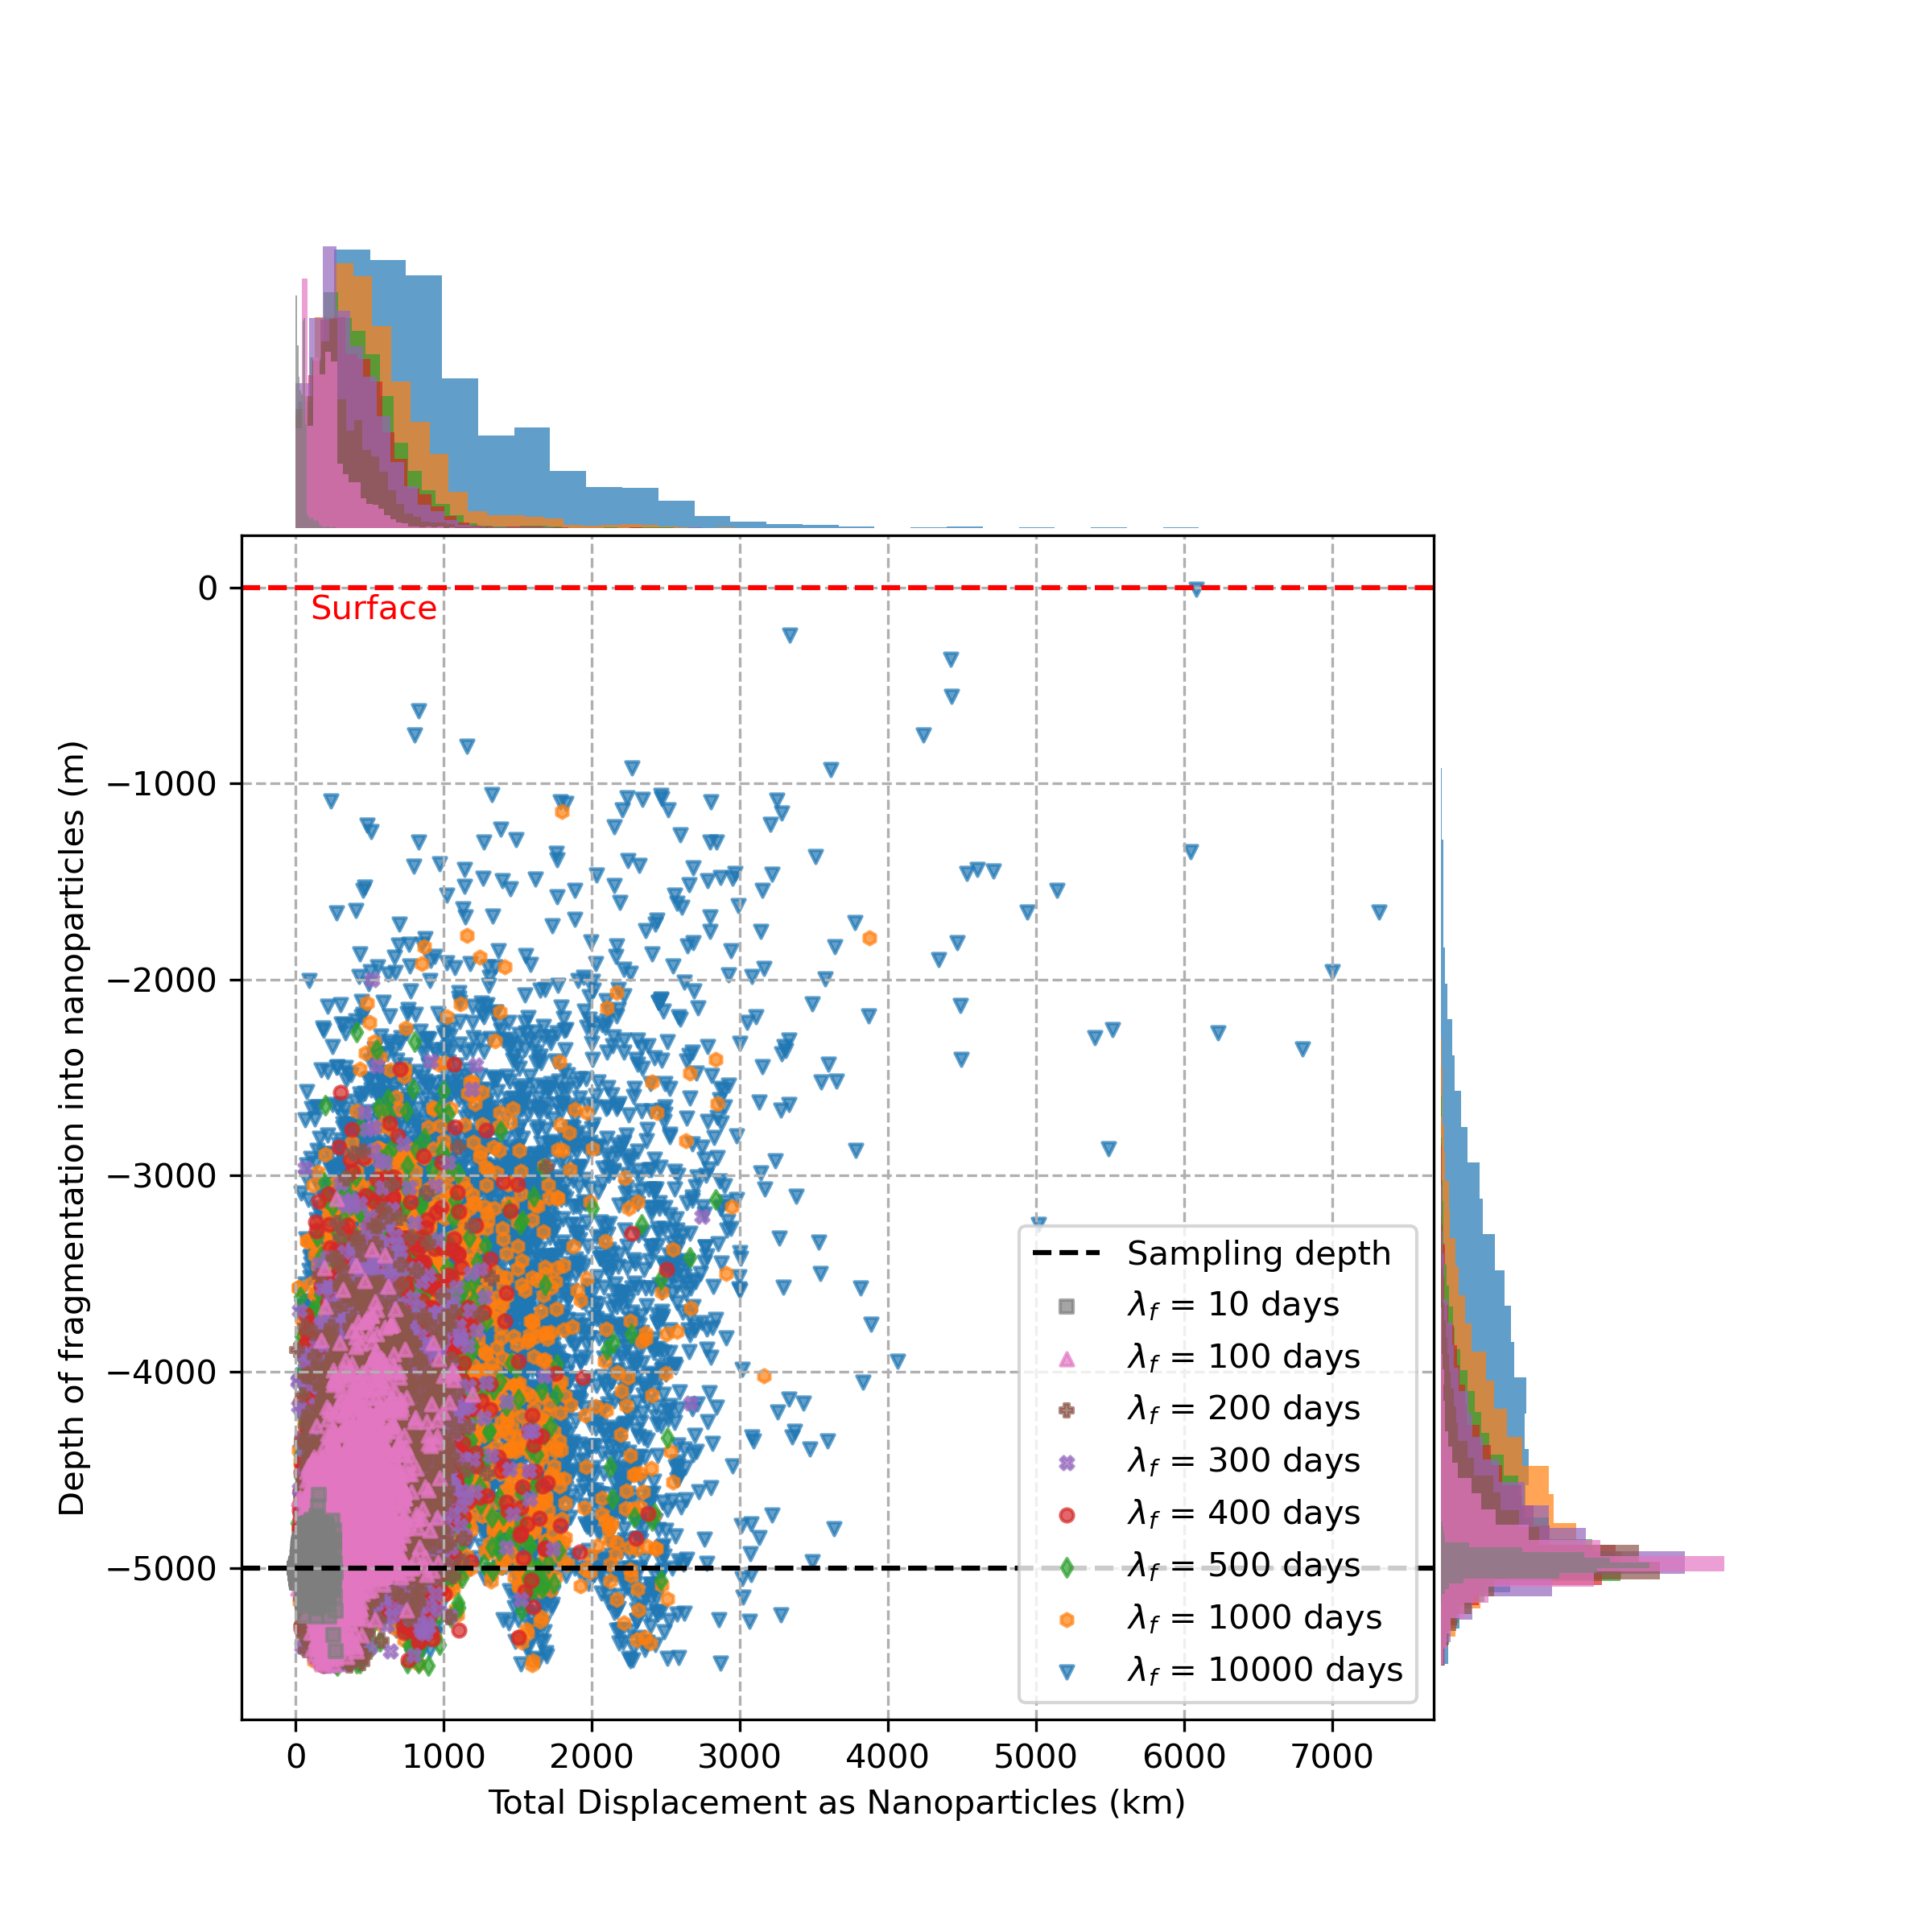 0
Surface
−1000
−2000
−3000
−4000
−5000
Depth of fragmentation into nanoparticles (m)
Sampling depth
λf = 10 days
λf = 100 days
λf = 200 days
λf = 300 days
λf = 400 days
λf = 500 days
λf = 1000 days
λf = 10000 days
0 1000 2000 3000 4000 5000 6000 7000
Total Displacement as Nanoparticles (km)